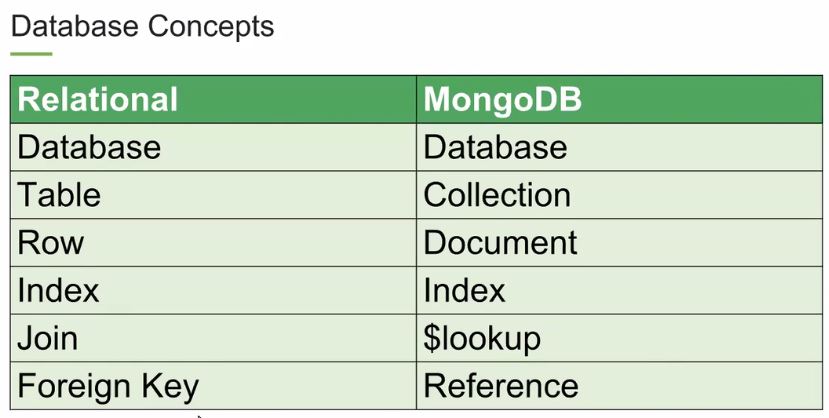 Database Concepts
Relational MongoDB
Database Database
Table Collection
Row Document
Index Index
Join $lookup
Foreign Key Reference